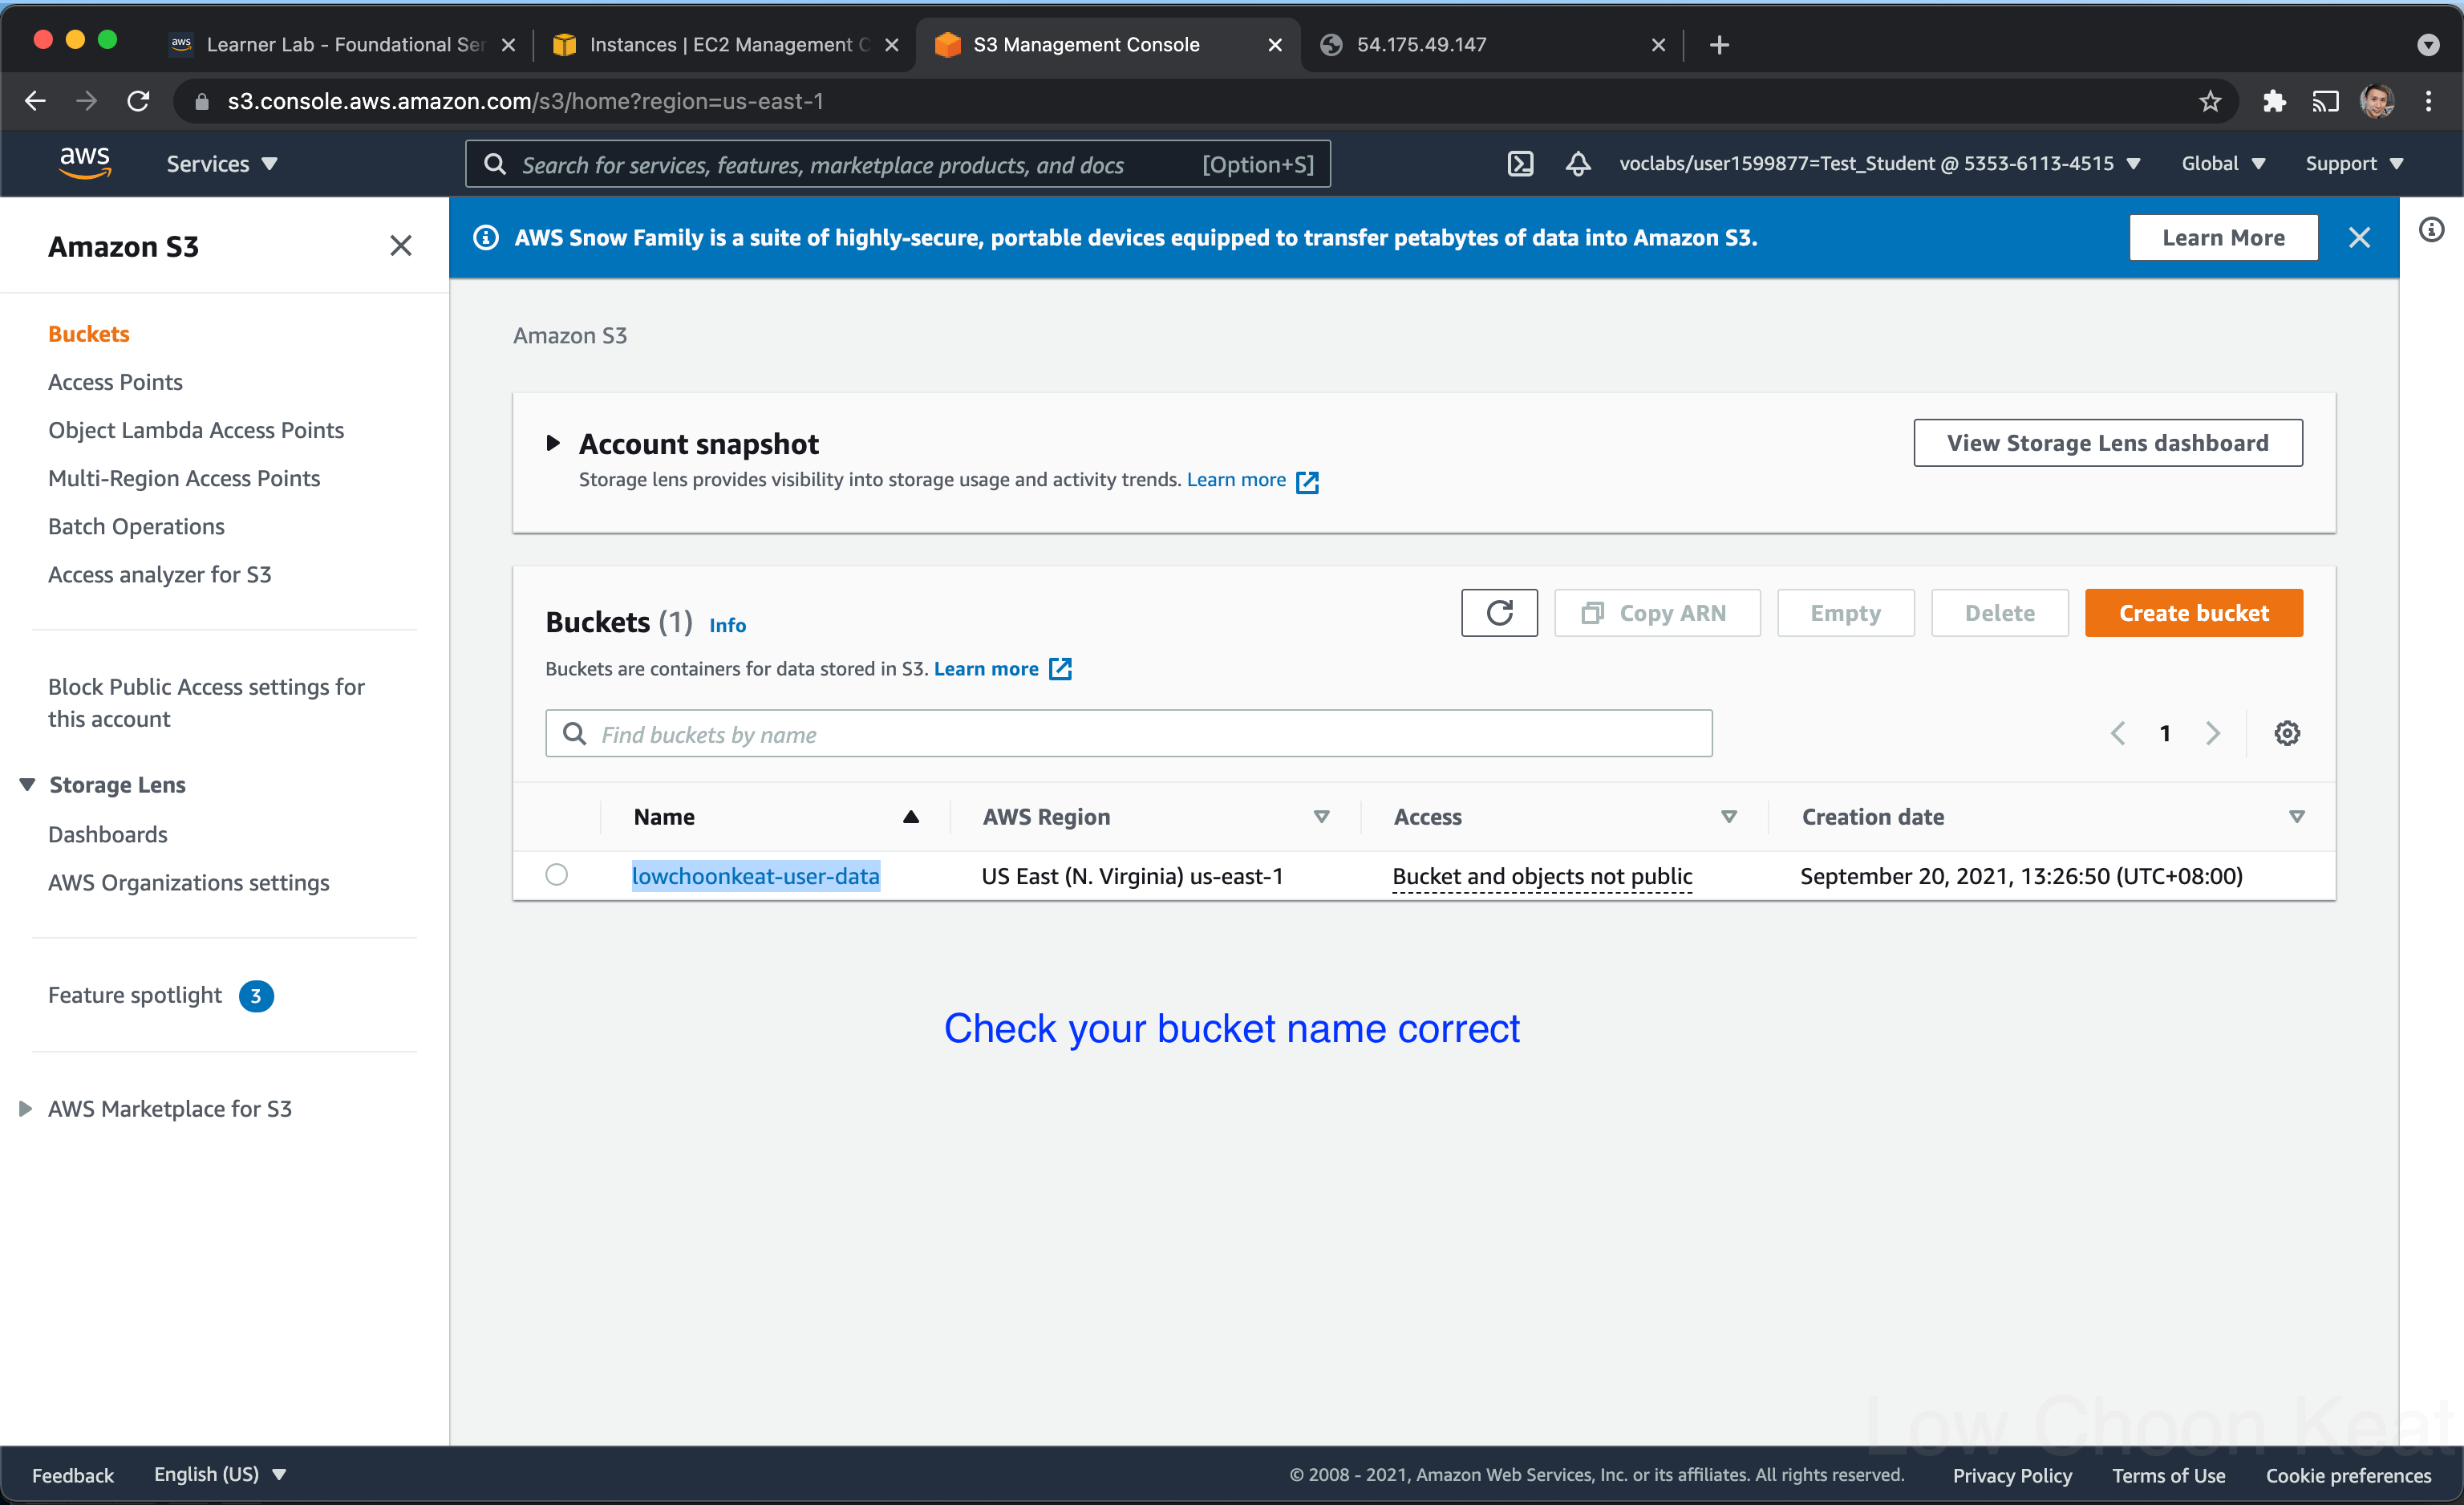 Learner Lab - Foundational Ser
Instances | EC2 Management C
S3 Management Console
54.175.49.147
s3.console.aws.amazon.com/s3/home?region=us-east-1
aws
Services
Search for services, features, marketplace products, and docs [Option+S]
voclabs/user1599877=Test_Student @ 5353-6113-4515
Global
Support
Amazon S3
Buckets
Access Points
Object Lambda Access Points
Multi-Region Access Points
Batch Operations
Access analyzer for S3
Block Public Access settings for
this account
Storage Lens
Dashboards
AWS Organizations settings
Feature spotlight 3
AWS Marketplace for S3
AWS Snow Family is a suite of highly-secure, portable devices equipped to transfer petabytes of data into Amazon S3.
Learn More
Amazon S3
Account snapshot
Storage lens provides visibility into storage usage and activity trends. Learn more
View Storage Lens dashboard
Buckets (1) Info
Copy ARN
Empty
Delete
Create bucket
Buckets are containers for data stored in S3. Learn more
Find buckets by name
1
Name AWS Region Access Creation date
lowchoonkeat-user-data US East (N. Virginia) us-east-1 Bucket and objects not public September 20, 2021, 13:26:50 (UTC+08:00)
Check your bucket name correct
Low Choon Keat
Feedback English (US) © 2008 - 2021, Amazon Web Services, Inc. or its affiliates. All rights reserved. Privacy Policy Terms of Use Cookie preferences